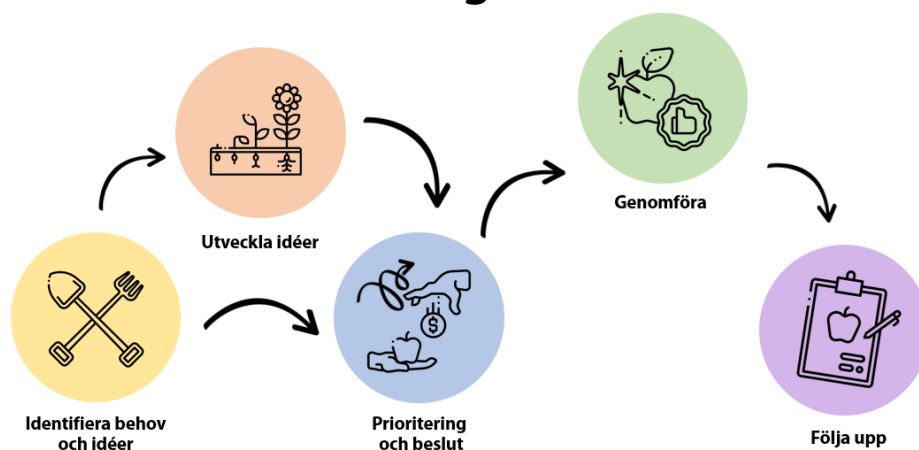 Utveckla idéer
Genomföra
Identifiera behov
och idéer
Prioritering
och beslut
Följa upp
$